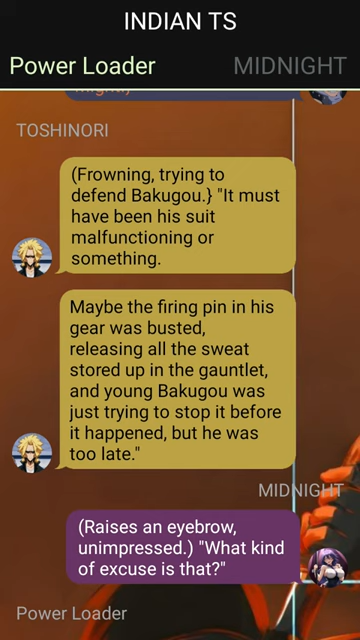 INDIAN TS
Power Loader MIDNIGHT
TOSHINORI
(Frowning, trying to
defend Bakugou.} "It must
have been his suit
malfunctioning or
something.
Maybe the firing pin in his
gear was busted,
releasing all the sweat
stored up in the gauntlet,
and young Bakugou was
just trying to stop it before
it happened, but he was
too late."
MIDNIGHT
(Raises an eyebrow,
unimpressed.) "What kind
of excuse is that?"
Power Loader